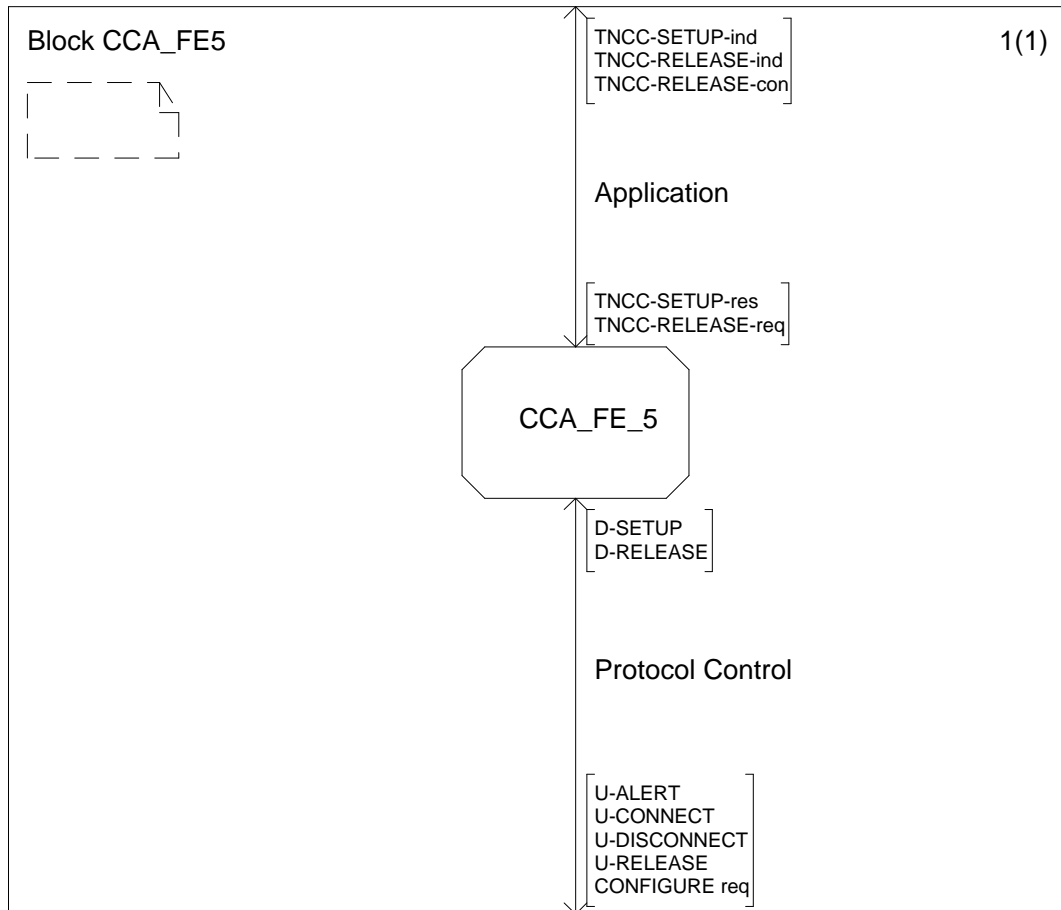 Block CCA_FE5
1(1)
TNCC-SETUP-ind
TNCC-RELEASE-ind
TNCC-RELEASE-con
Application
TNCC-SETUP-res
TNCC-RELEASE-req
CCA_FE_5
D-SETUP
D-RELEASE
Protocol Control
U-ALERT
U-CONNECT
U-DISCONNECT
U-RELEASE
CONFIGURE req